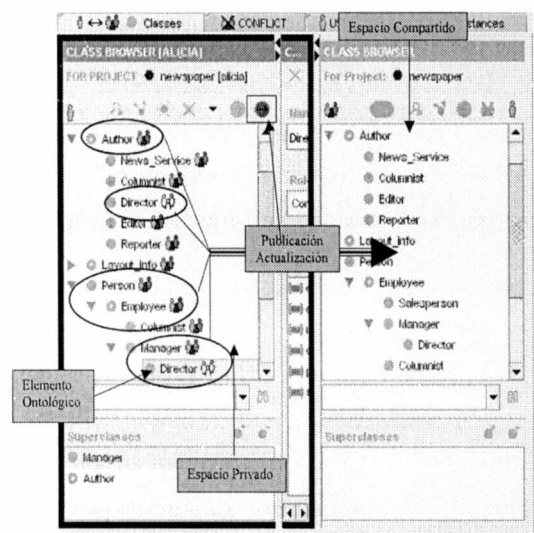 Classes
CONFLICT
Espacio Compartido
CLASS BROWSER [ALICIA]
C...
CLASS BROWSER
FOR PROJECT newspaper [alicia]
For Project: newspaper
Author
News_Service
Columnist
Director
Editor
Reporter
Layout_Info
Person
Employee
Columnist
Manager
Director
Publicación
Actualización
Elemento
Ontológico
Espacio Privado
Superclasses
Manager
Author
Author
News_Service
Columnist
Editor
Reporter
Layout_Info
Person
Employee
Salesperson
Manager
Director
Columnist
Superclasses